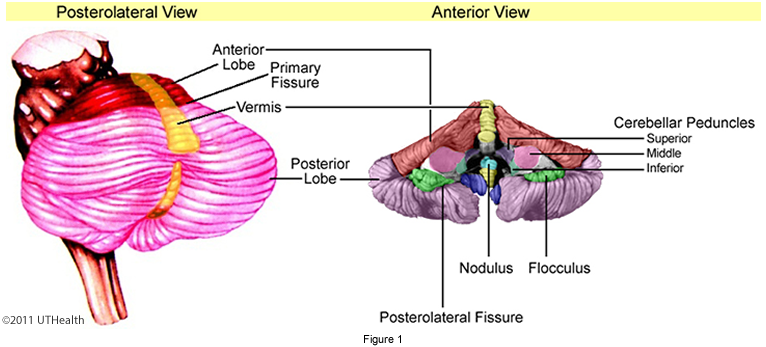 Posterolateral View
Anterior View
Anterior
Lobe
Primary
Fissure
Vermis
Cerebellar Peduncles
Superior
Middle
Inferior
Posterior
Lobe
Nodulus
Flocculus
Posterolateral Fissure
©2011 UTHealth
Figure 1